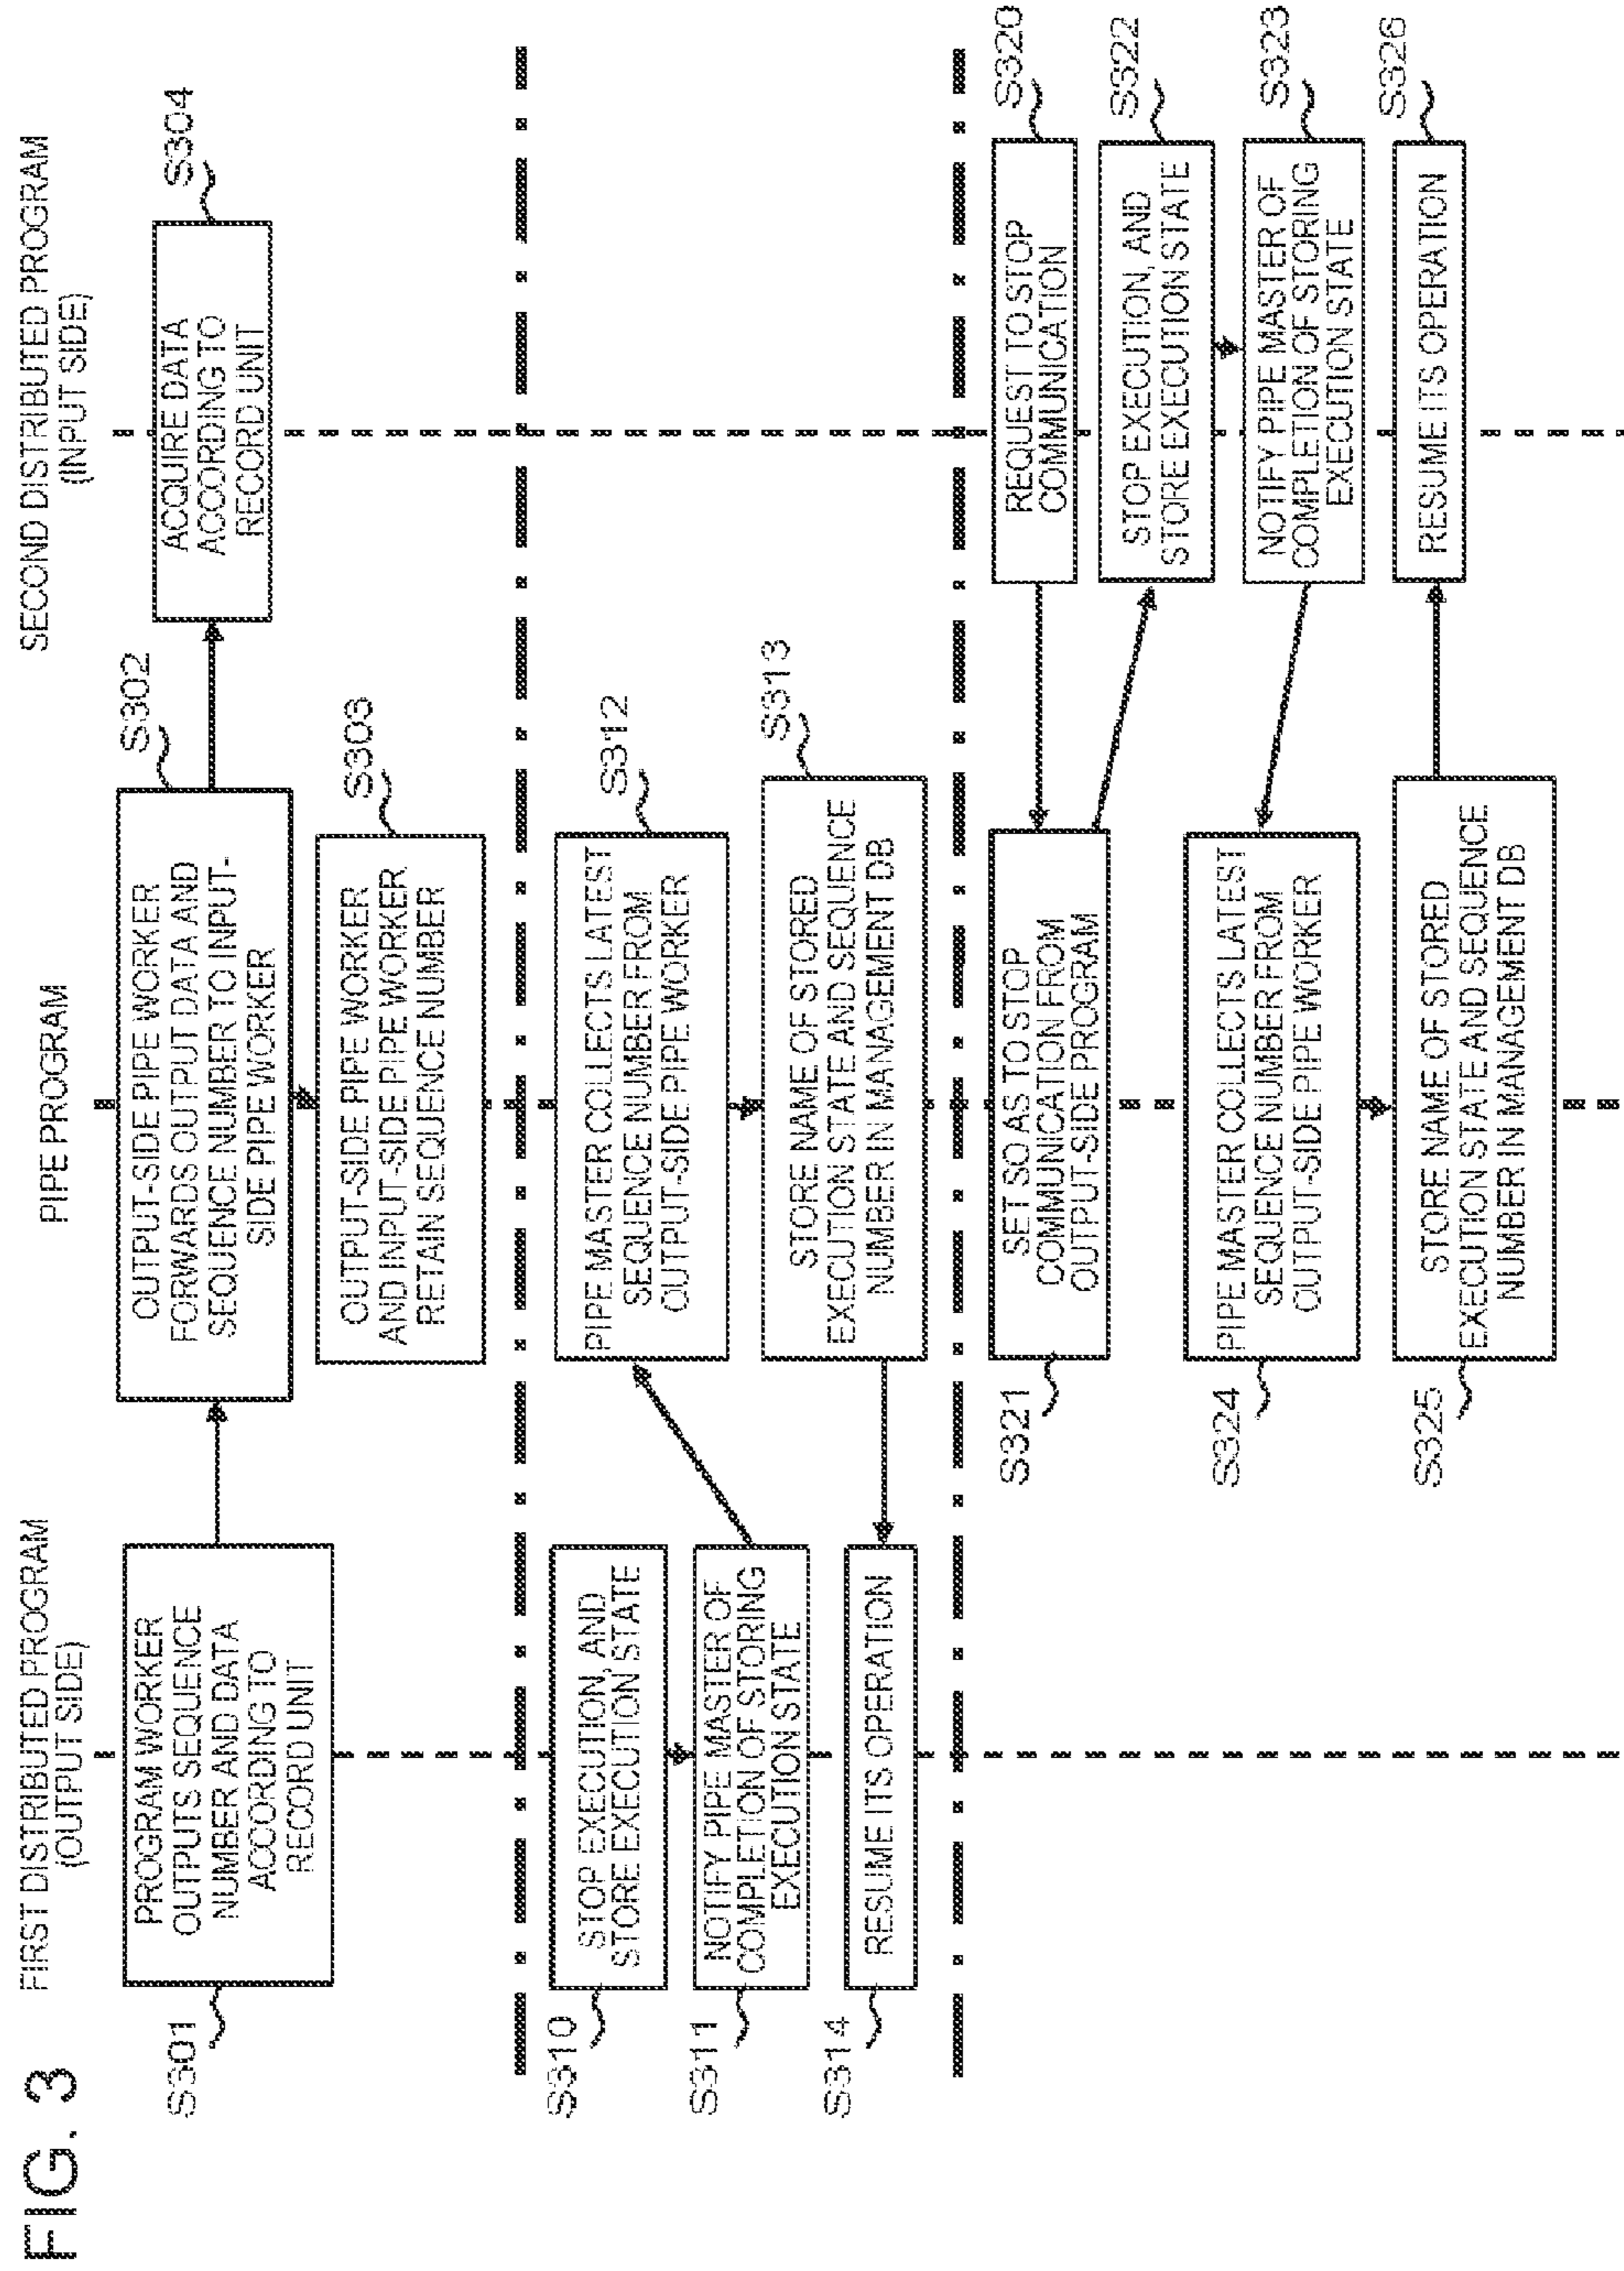 FIG. 3
FIRST DISTRIBUTED PROGRAM
(OUTPUT SIDE)
PIPE PROGRAM
SECOND DISTRIBUTED PROGRAM
(INPUT SIDE)
S301
PROGRAM WORKER
OUTPUTS SEQUENCE
NUMBER AND DATA
ACCORDING TO
RECORD UNIT
S302
OUTPUT-SIDE PIPE WORKER
FORWARDS OUTPUT DATA AND
SEQUENCE NUMBER TO INPUT-
SIDE PIPE WORKER
S304
ACQUIRE DATA
ACCORDING TO
RECORD UNIT
S303
OUTPUT-SIDE PIPE WORKER
AND INPUT-SIDE PIPE WORKER
RETAIN SEQUENCE NUMBER
S310
STOP EXECUTION, AND
STORE EXECUTION STATE
S311
NOTIFY PIPE MASTER OF
COMPLETION OF STORING
EXECUTION STATE
S312
PIPE MASTER COLLECTS LATEST
SEQUENCE NUMBER FROM
OUTPUT-SIDE PIPE WORKER
S313
STORE NAME OF STORED
EXECUTION STATE AND SEQUENCE
NUMBER IN MANAGEMENT DB
S314
RESUME ITS OPERATION
S320
REQUEST TO STOP
COMMUNICATION
S321
SET SO AS TO STOP
COMMUNICATION FROM
OUTPUT-SIDE PROGRAM
S322
STOP EXECUTION, AND
STORE EXECUTION STATE
S323
NOTIFY PIPE MASTER OF
COMPLETION OF STORING
EXECUTION STATE
S324
PIPE MASTER COLLECTS LATEST
SEQUENCE NUMBER FROM
OUTPUT-SIDE PIPE WORKER
S325
STORE NAME OF STORED
EXECUTION STATE AND SEQUENCE
NUMBER IN MANAGEMENT DB
S326
RESUME ITS OPERATION